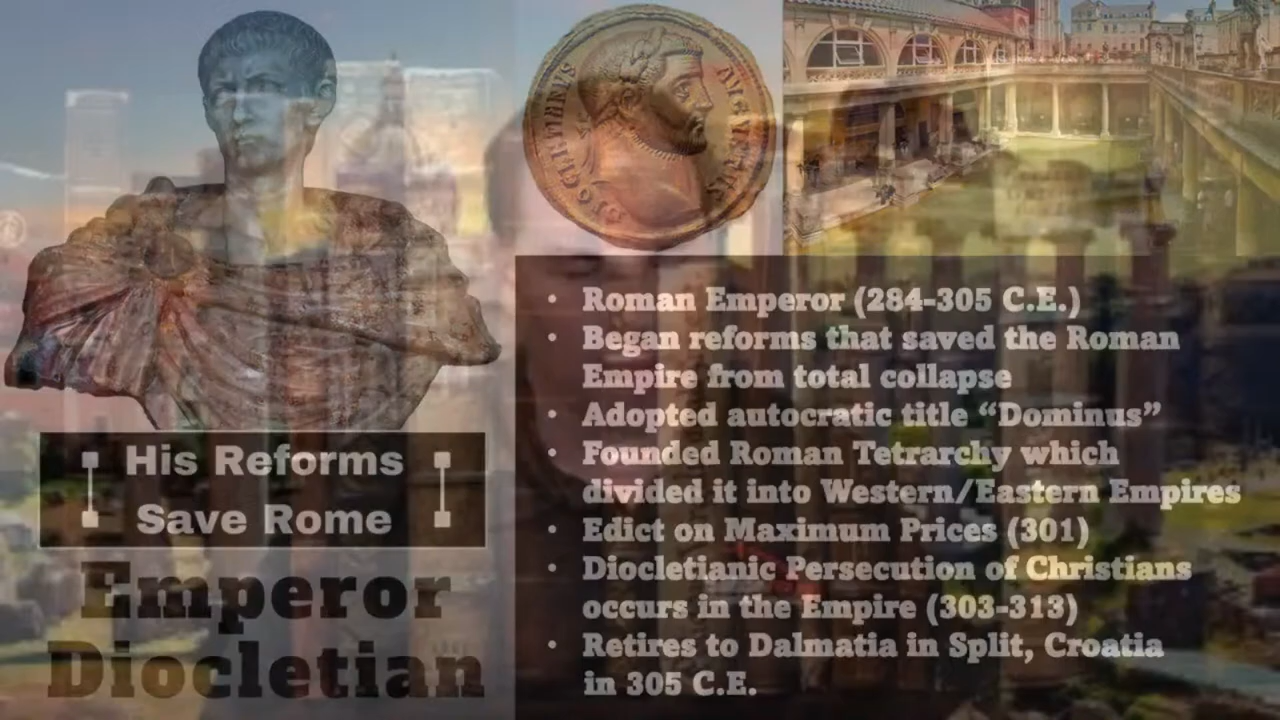 His Reforms
Save Rome
Emperor
Diocletian
• Roman Emperor (284-305 C.E.)
• Began reforms that saved the Roman
Empire from total collapse
• Adopted autocratic title “Dominus”
• Founded Roman Tetrarchy which
divided it into Western/Eastern Empires
• Edict on Maximum Prices (301)
• Diocletianic Persecution of Christians
occurs in the Empire (303-313)
• Retires to Dalmatia in Split, Croatia
in 305 C.E.